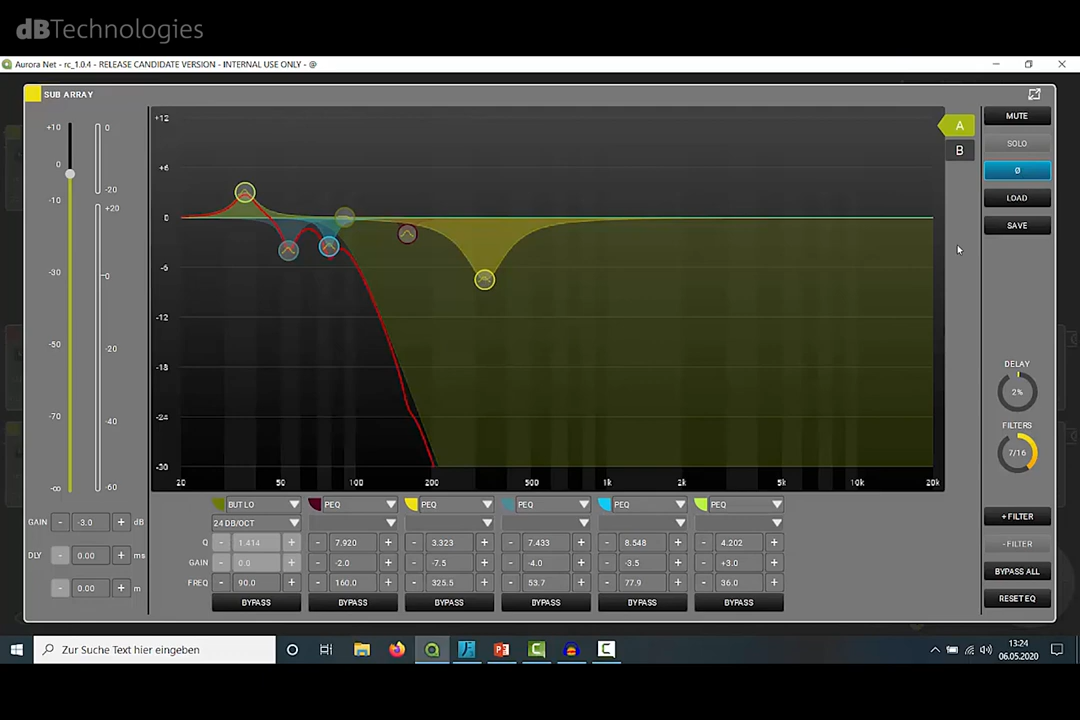 dBTechnologies
Aurora Net - rc_1.0.4 - RELEASE CANDIDATE VERSION - INTERNAL USE ONLY - @
SUB ARRAY
+10
0
-10
-30
-50
-70
-∞
0
-20
+20
0
-20
-40
-60
+12
+6
0
-6
-12
-18
-24
-30
20 50 100 200 500 1k 2k 5k 10k 20k
A
B
MUTE
SOLO
Ø
LOAD
SAVE
DELAY
2%
FILTERS
7/16
+ FILTER
- FILTER
BYPASS ALL
RESET EQ
GAIN - -3.0 + dB
DLY - 0.00 + ms
- 0.00 + m
BUT LO PEQ PEQ PEQ PEQ PEQ
24 DB/OCT
Q - 1.414 + - 7.920 + - 3.323 + - 7.433 + - 8.548 + - 4.202 +
GAIN - 0.0 + - -2.0 + - -7.5 + - -4.0 + - -3.5 + - +3.0 +
FREQ - 90.0 + - 160.0 + - 325.5 + - 53.7 + - 77.9 + - 36.0 +
BYPASS BYPASS BYPASS BYPASS BYPASS BYPASS
Zur Suche Text hier eingeben
13:24
06.05.2020